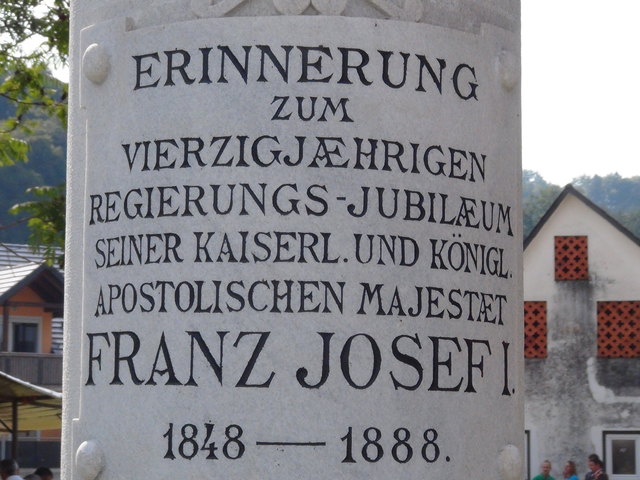 ERINNERUNG
ZUM
VIERZIGJÆHRIGEN
REGIERUNGS-JUBILÆUM
SEINER KAISERL. UND KÖNIGL.
APOSTOLISCHEN MAJESTÆT
FRANZ JOSEF I.
1848 — 1888.